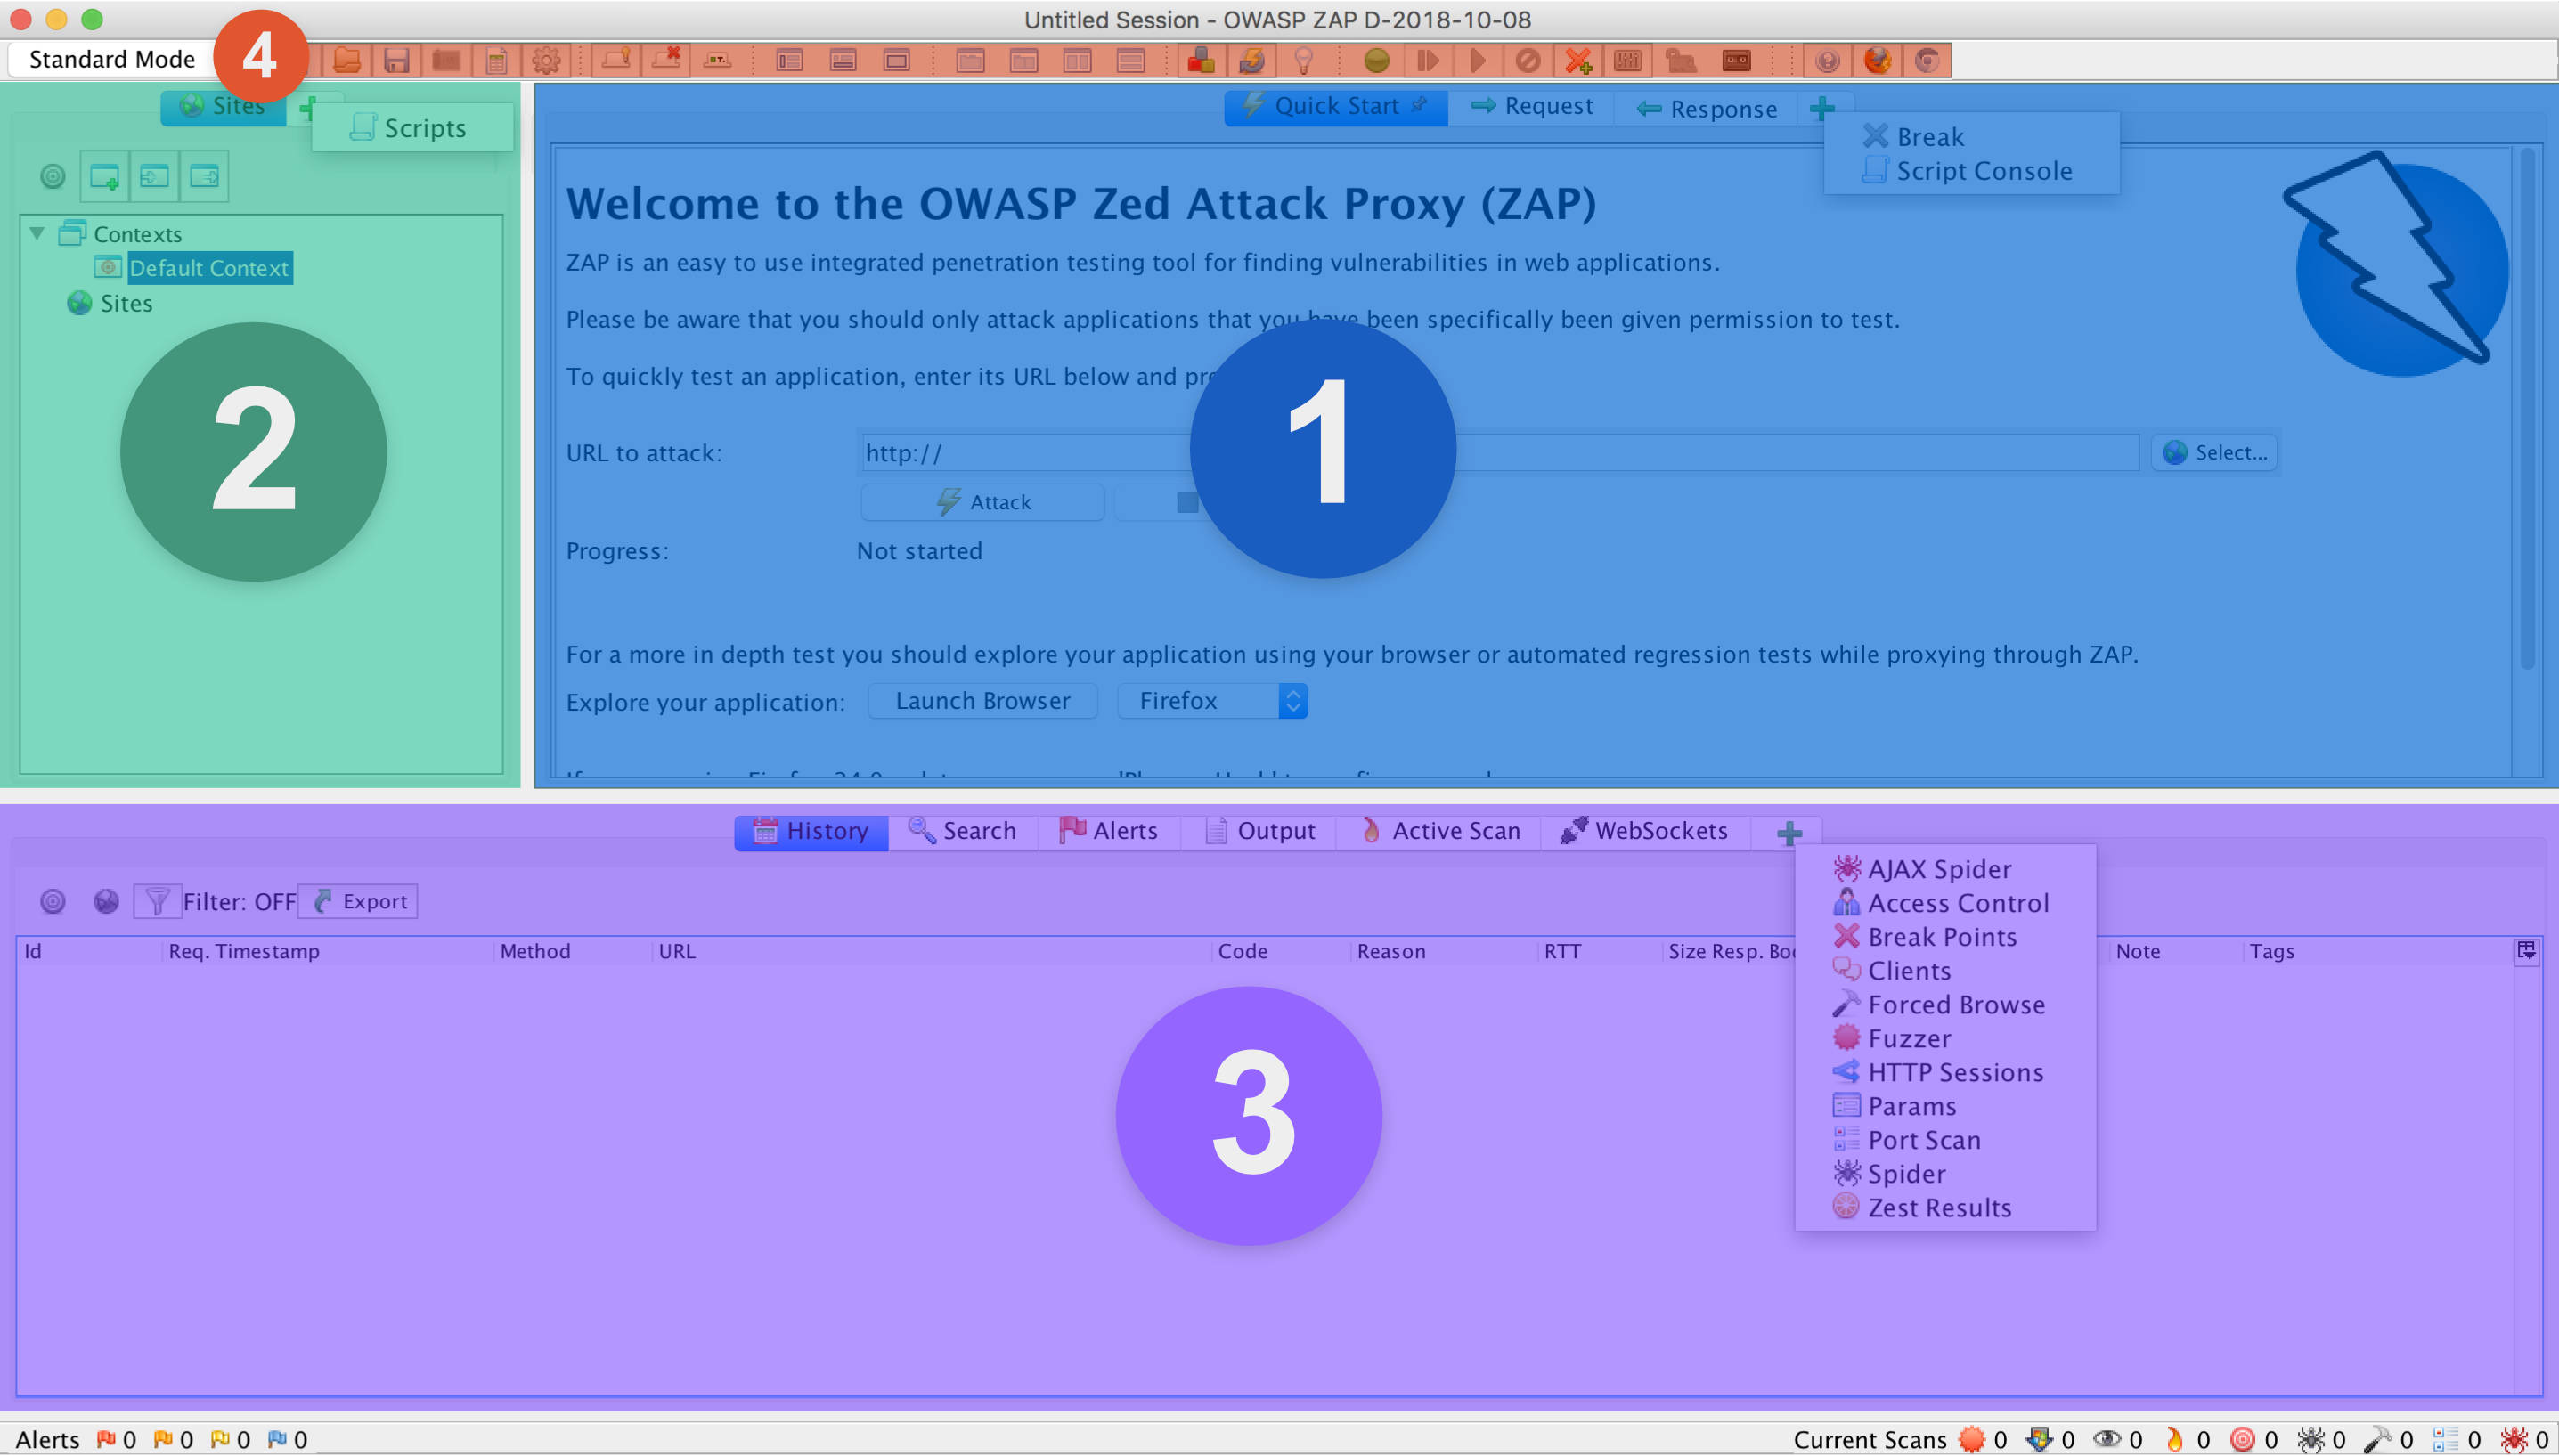 Untitled Session - OWASP ZAP D-2018-10-08
Standard Mode
4
Sites
Scripts
Quick Start
Request
Response
Break
Script Console
Contexts
Default Context
Sites
2
Welcome to the OWASP Zed Attack Proxy (ZAP)
ZAP is an easy to use integrated penetration testing tool for finding vulnerabilities in web applications.
Please be aware that you should only attack applications that you have been specifically been given permission to test.
To quickly test an application, enter its URL below and
1
URL to attack: http:// Select...
Attack
Progress: Not started
For a more in depth test you should explore your application using your browser or automated regression tests while proxying through ZAP.
Explore your application: Launch Browser Firefox
History Search Alerts Output Active Scan WebSockets
Filter: OFF Export
Id Req. Timestamp Method URL Code Reason RTT Size Resp. Note Tags
AJAX Spider
Access Control
Break Points
Clients
Forced Browse
Fuzzer
HTTP Sessions
Params
Port Scan
Spider
Zest Results
3
Alerts 0 0 0 0 Current Scans 0 0 0 0 0 0 0 0 0